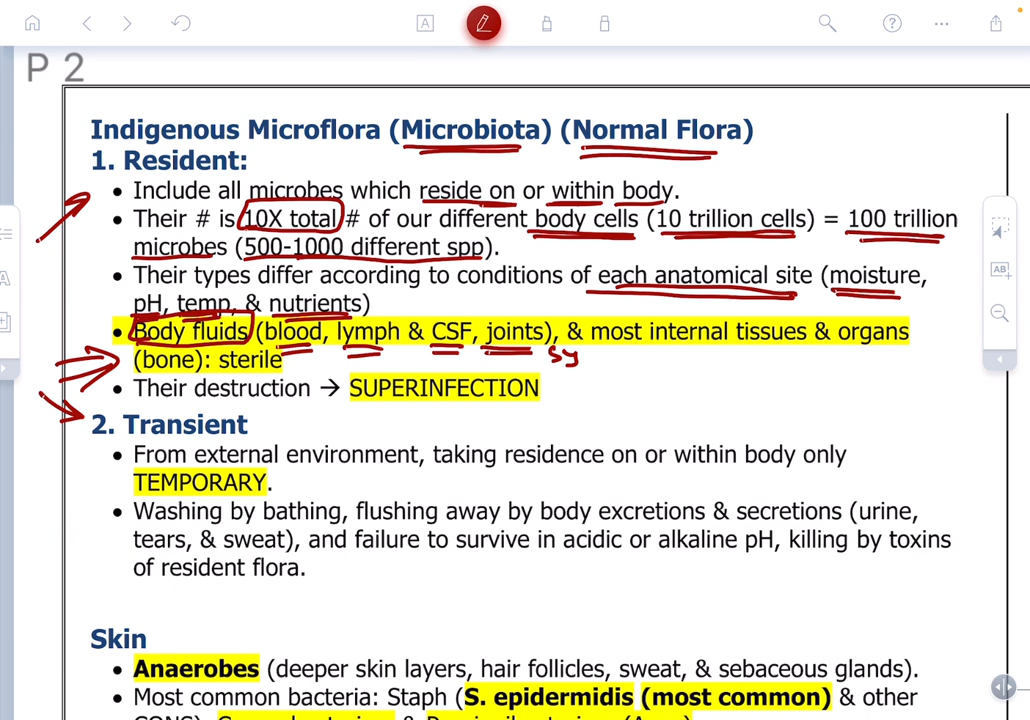 P 2
Indigenous Microflora (Microbiota) (Normal Flora)
1. Resident:
• Include all microbes which reside on or within body.
• Their # is 10X total # of our different body cells (10 trillion cells) = 100 trillion
microbes (500-1000 different spp).
• Their types differ according to conditions of each anatomical site (moisture,
pH, temp, & nutrients)
• Body fluids (blood, lymph & CSF, joints), & most internal tissues & organs
(bone): sterile
sy
• Their destruction → SUPERINFECTION
2. Transient
• From external environment, taking residence on or within body only
TEMPORARY.
• Washing by bathing, flushing away by body excretions & secretions (urine,
tears, & sweat), and failure to survive in acidic or alkaline pH, killing by toxins
of resident flora.
Skin
• Anaerobes (deeper skin layers, hair follicles, sweat, & sebaceous glands).
• Most common bacteria: Staph (S. epidermidis (most common) & other